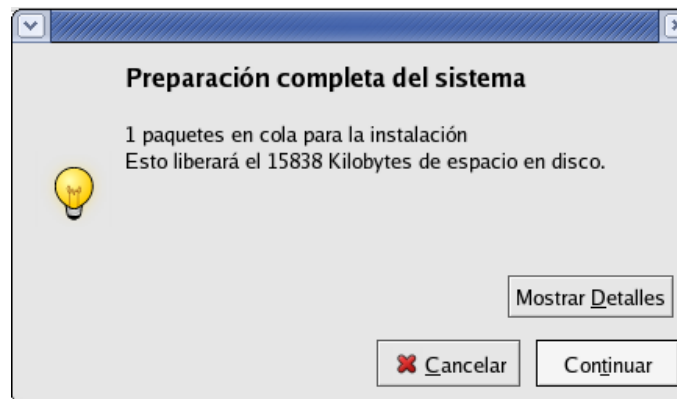 Preparación completa del sistema
1 paquetes en cola para la instalación
Esto liberará el 15838 Kilobytes de espacio en disco.
Mostrar Detalles
Cancelar
Continuar